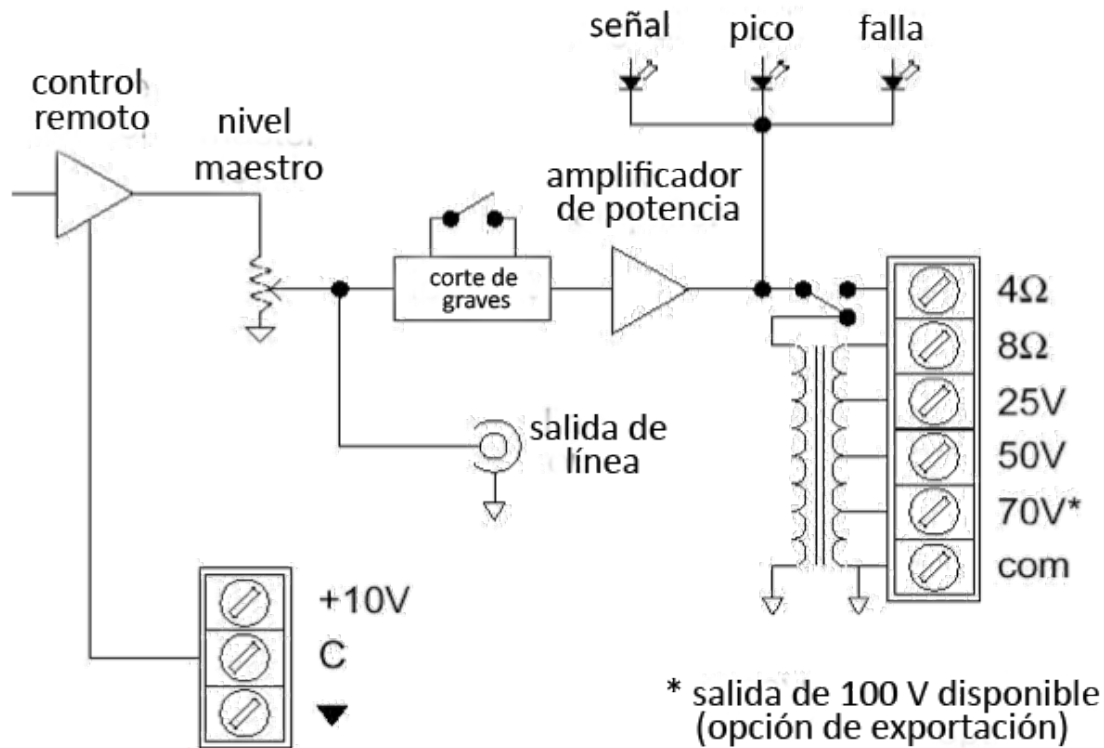 señal
pico
falla
control
remoto
nivel
maestro
amplificador
de potencia
corte de
graves
salida de
línea
4Ω
8Ω
25V
50V
70V*
com
+10V
C
* salida de 100 V disponible
(opción de exportación)